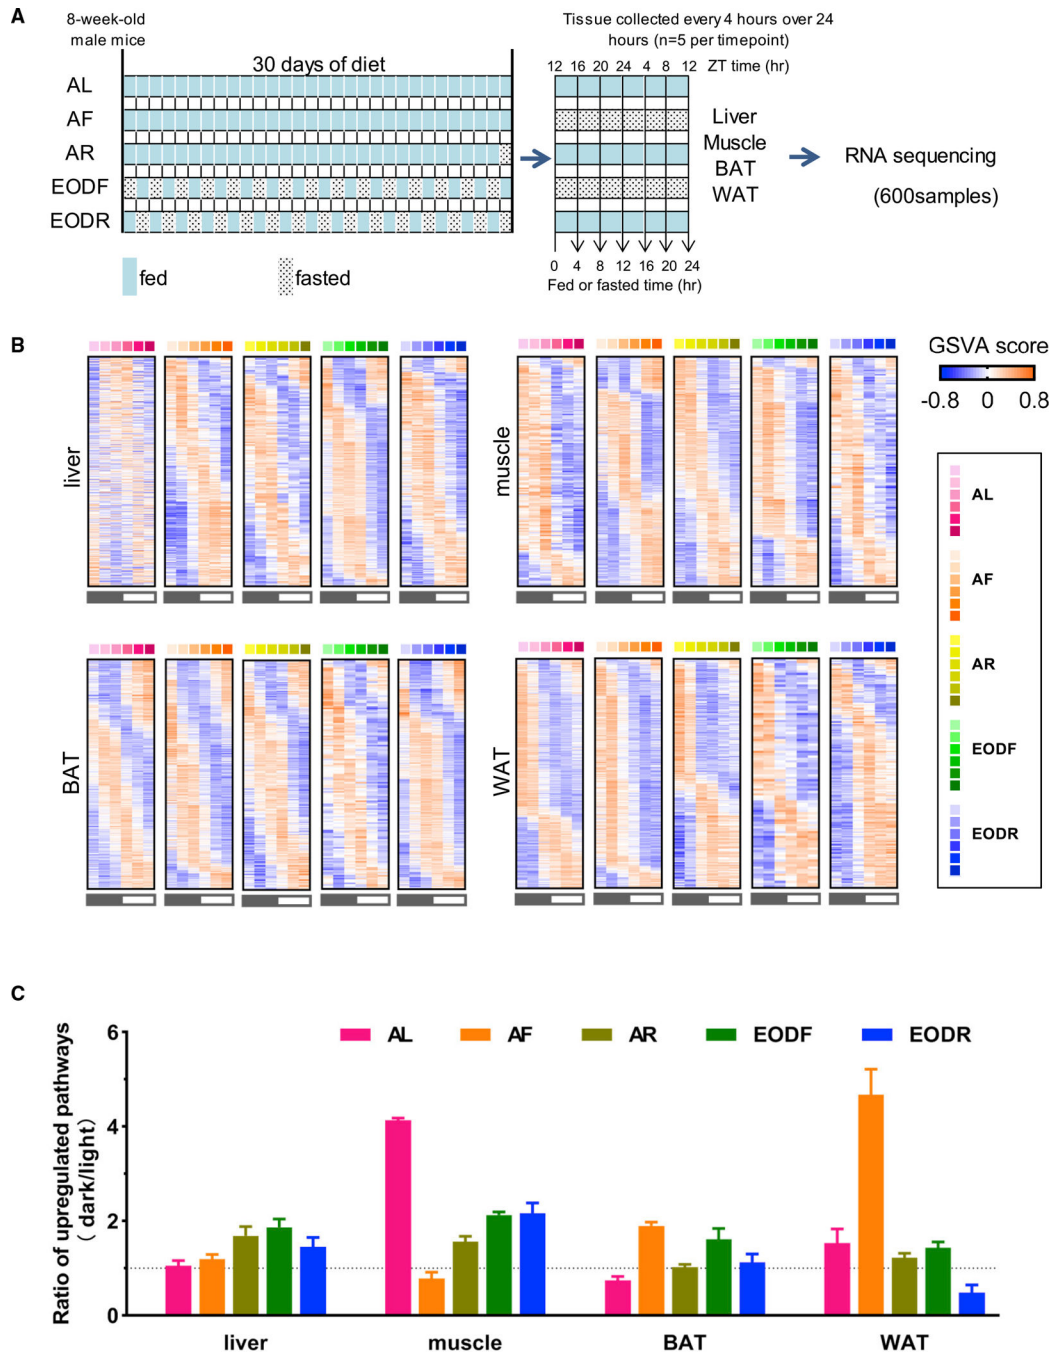 A
8-week-old
male mice
30 days of diet
AL
AF
AR
EODF
EODR
fed
fasted
Tissue collected every 4 hours over 24
hours (n=5 per timepoint)
12 16 20 24 4 8 12 ZT time (hr)
Liver
Muscle
BAT
WAT
0 4 8 12 16 20 24
Fed or fasted time (hr)
RNA sequencing
(600samples)
B
liver
muscle
BAT
WAT
GSVA score
-0.8 0 0.8
AL
AF
AR
EODF
EODR
C
Ratio of upregulated pathways
( dark/light)
6
4
2
0
AL AF AR EODF EODR
liver muscle BAT WAT